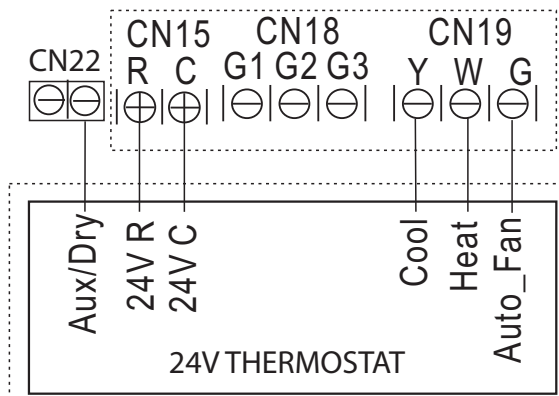 CN15 CN18 CN19
CN22
R C G1 G2 G3 Y W G
Aux/Dry
24V R
24V C
Cool
Heat
Auto_Fan
24V THERMOSTAT